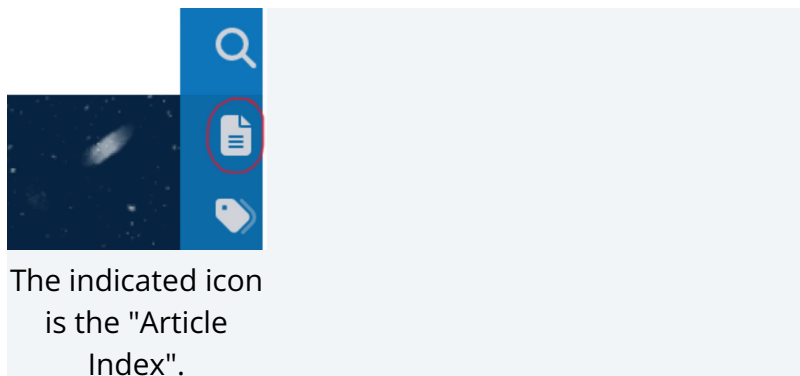 The indicated icon
is the "Article
Index".